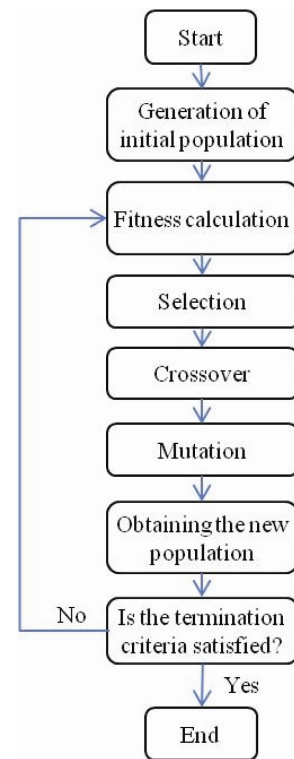 Start
Generation of
initial population
Fitness calculation
Selection
Crossover
Mutation
Obtaining the new
population
No
Is the termination
criteria satisfied?
Yes
End